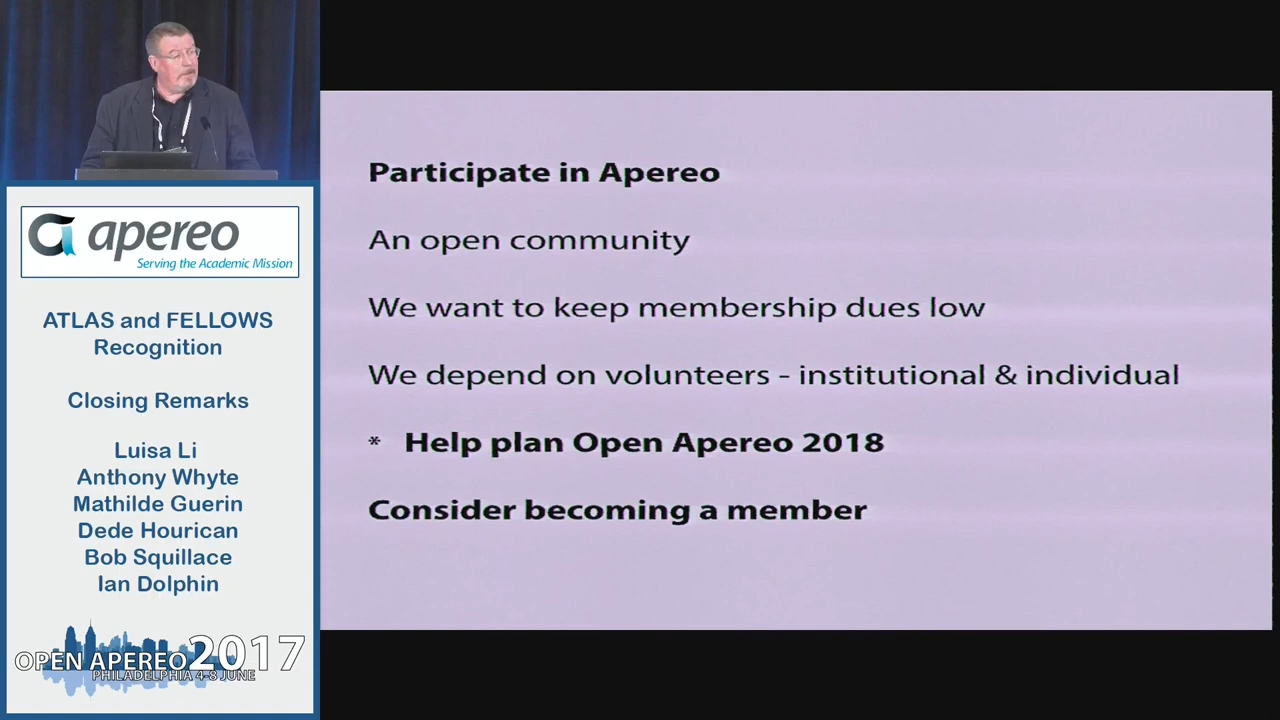 apereo
Serving the Academic Mission
ATLAS and FELLOWS
Recognition
Closing Remarks
Luisa Li
Anthony Whyte
Mathilde Guerin
Dede Hourican
Bob Squillace
Ian Dolphin
OPEN APEREO 2017
PHILADELPHIA 4-8 JUNE
Participate in Apereo
An open community
We want to keep membership dues low
We depend on volunteers - institutional & individual
* Help plan Open Apereo 2018
Consider becoming a member